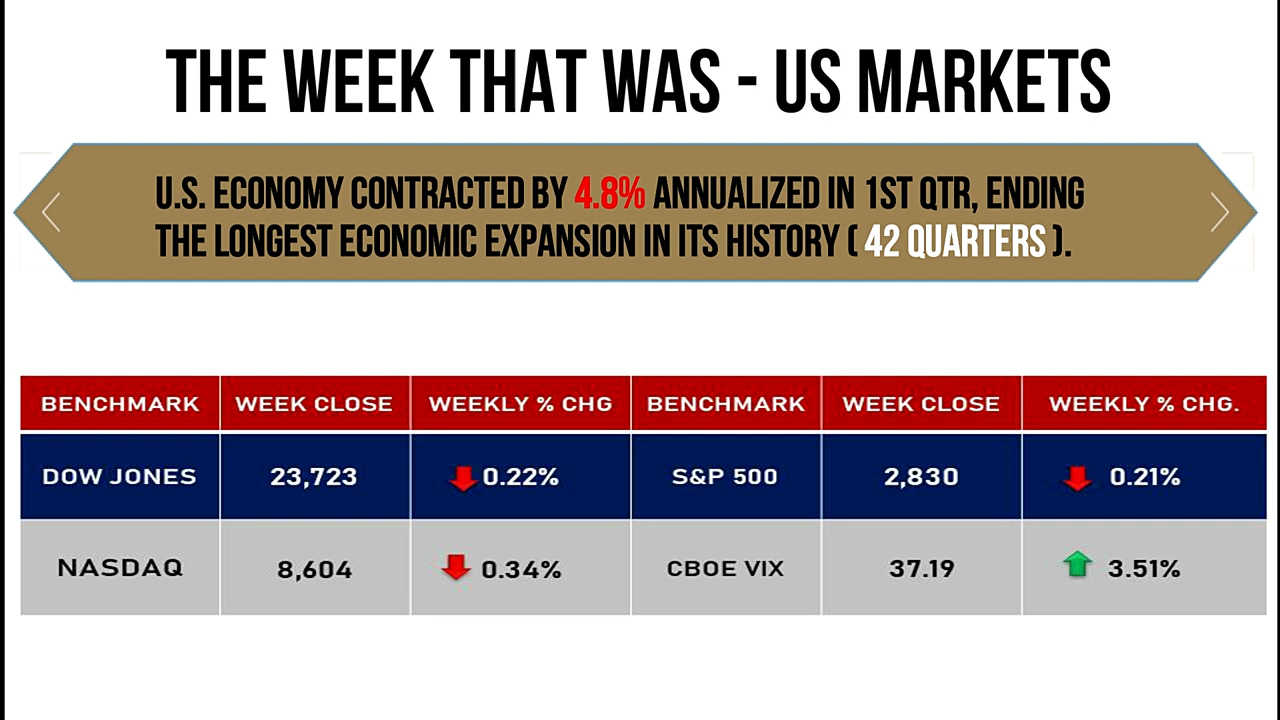 THE WEEK THAT WAS - US MARKETS
U.S. ECONOMY CONTRACTED BY 4.8% ANNUALIZED IN 1ST QTR, ENDING
THE LONGEST ECONOMIC EXPANSION IN ITS HISTORY ( 42 QUARTERS ).
BENCHMARK WEEK CLOSE WEEKLY % CHG BENCHMARK WEEK CLOSE WEEKLY % CHG.
DOW JONES 23,723 0.22% S&P 500 2,830 0.21%
NASDAQ 8,604 0.34% CBOE VIX 37.19 3.51%